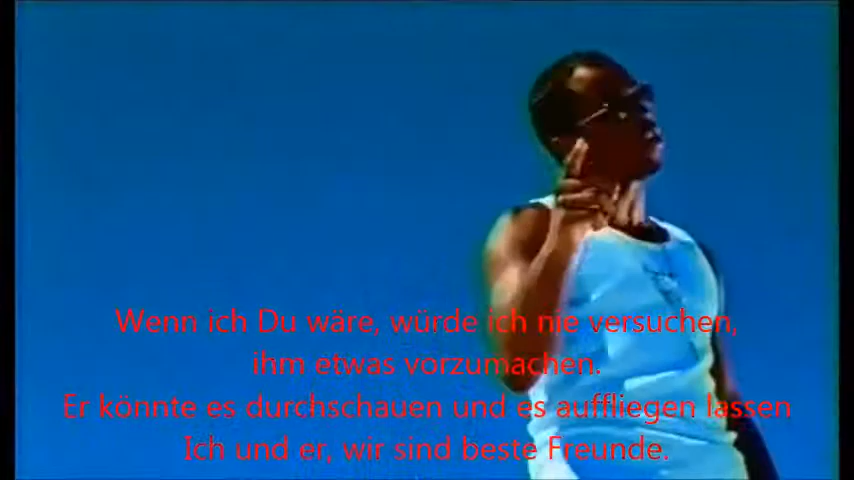 Wenn ich Du wäre, würde ich nie versuchen,
ihm etwas vorzumachen.
Er könnte es durchschauen und es auffliegen lassen
Ich und er, wir sind beste Freunde.